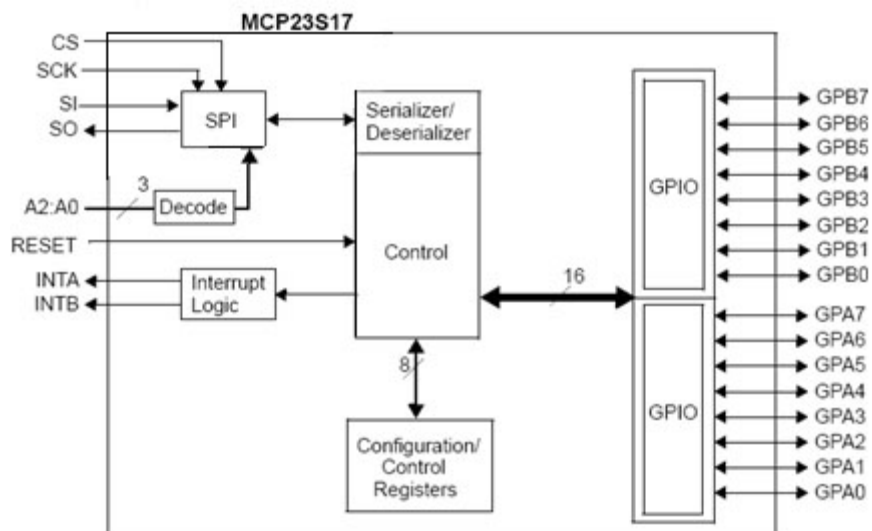 MCP23S17
CS
SCK
SI
SO
SPI
Serializer/
Deserializer
3
A2:A0
Decode
RESET
Control
INTA
INTB
Interrupt
Logic
16
8
Configuration/
Control
Registers
GPIO
GPB7
GPB6
GPB5
GPB4
GPB3
GPB2
GPB1
GPB0
GPIO
GPA7
GPA6
GPA5
GPA4
GPA3
GPA2
GPA1
GPA0